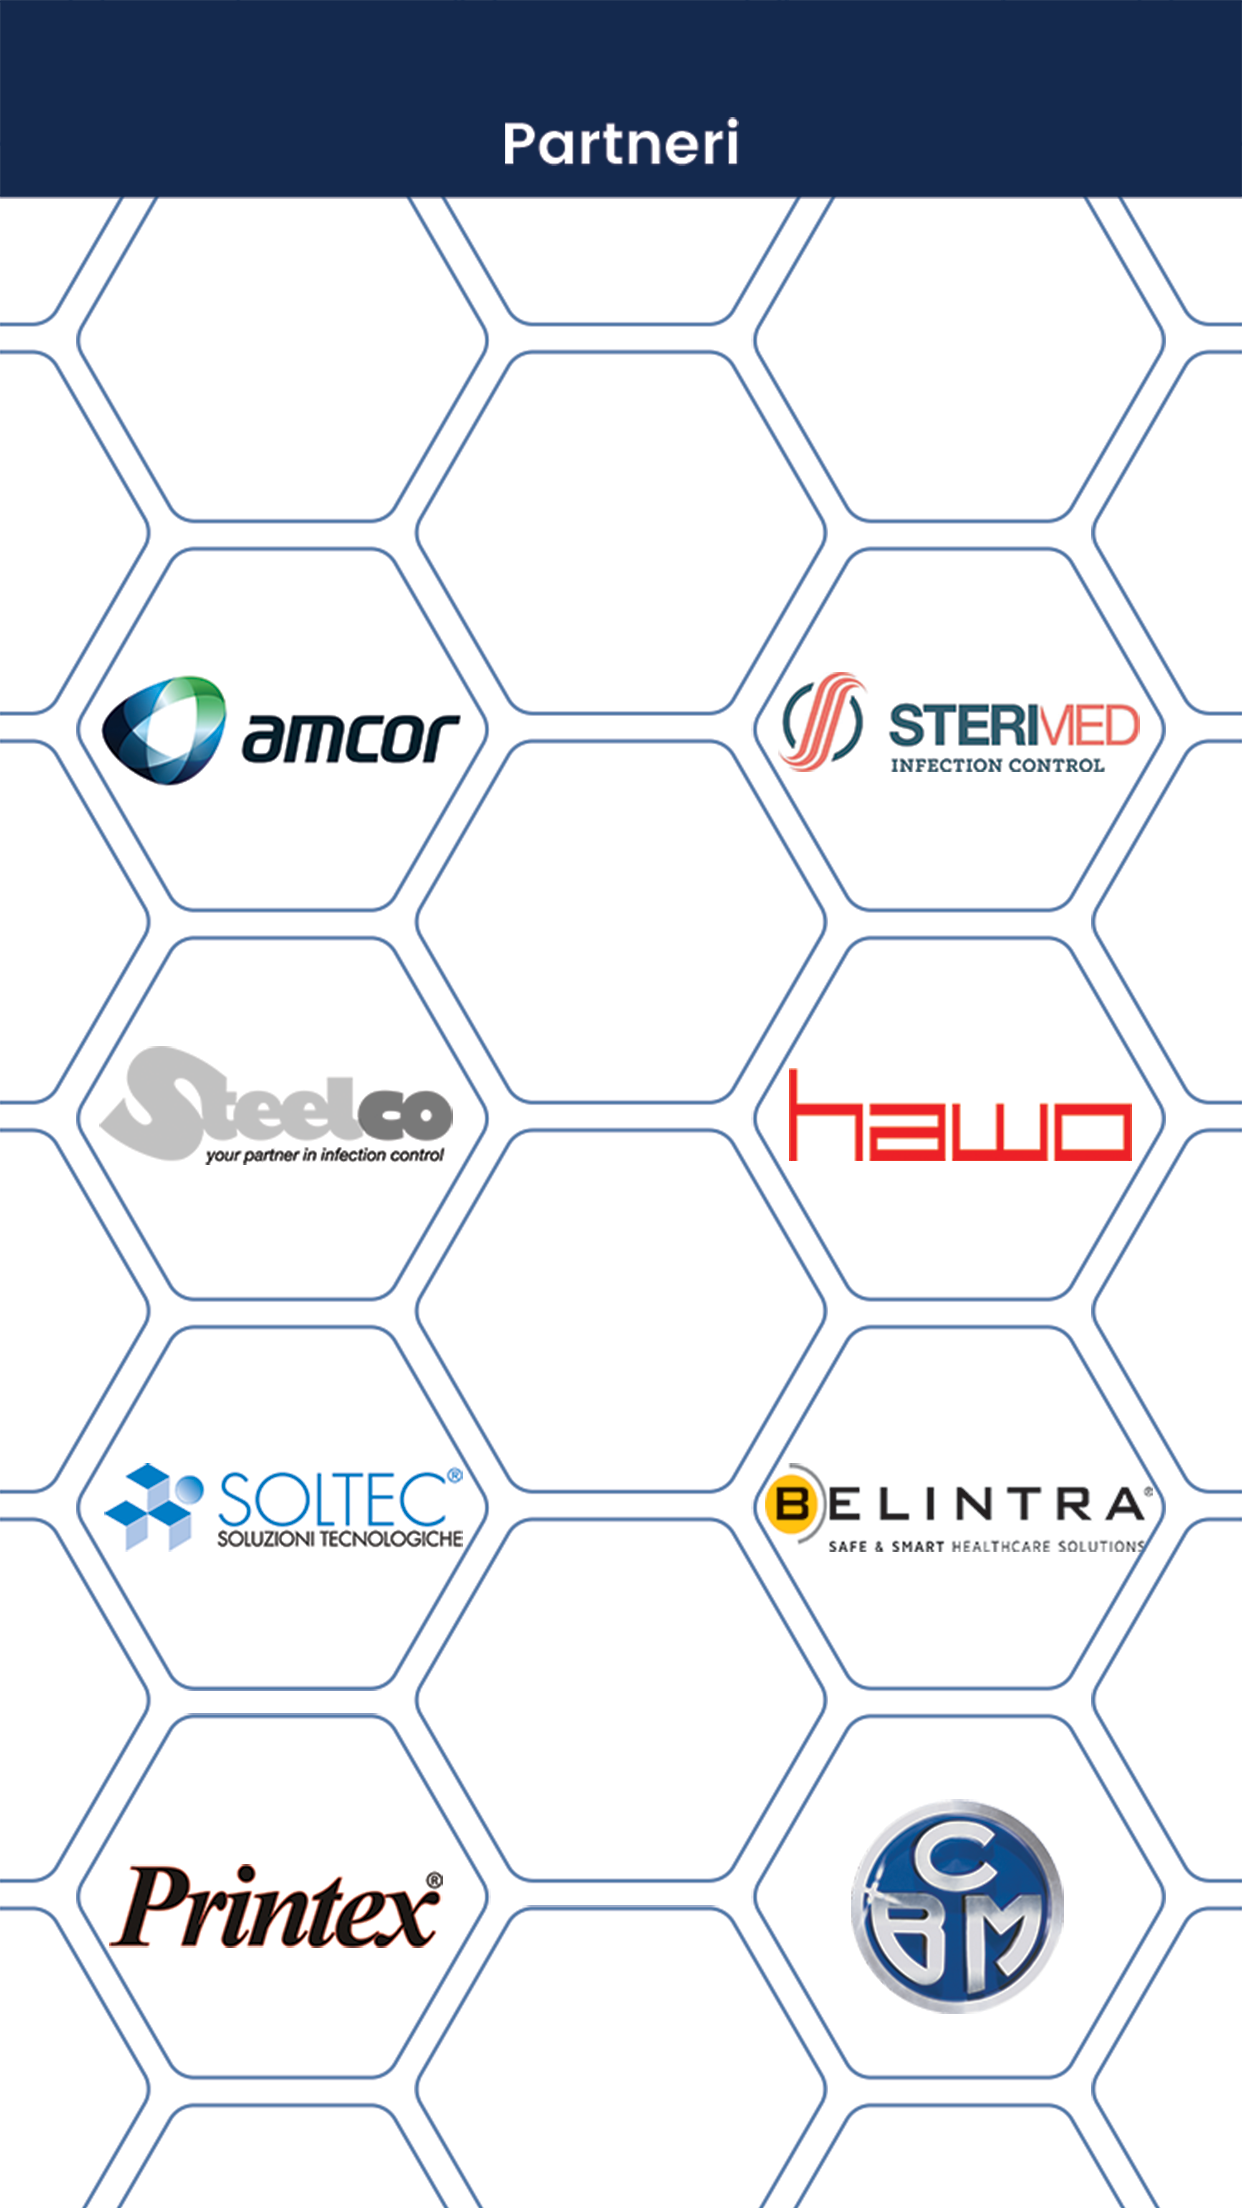 Partneri
amcor
STERIMED
INFECTION CONTROL
Steelco
your partner in infection control
hawo
SOLTEC®
SOLUZIONI TECNOLOGICHE
BELINTRA®
SAFE & SMART HEALTHCARE SOLUTIONS
Printex®
CBM